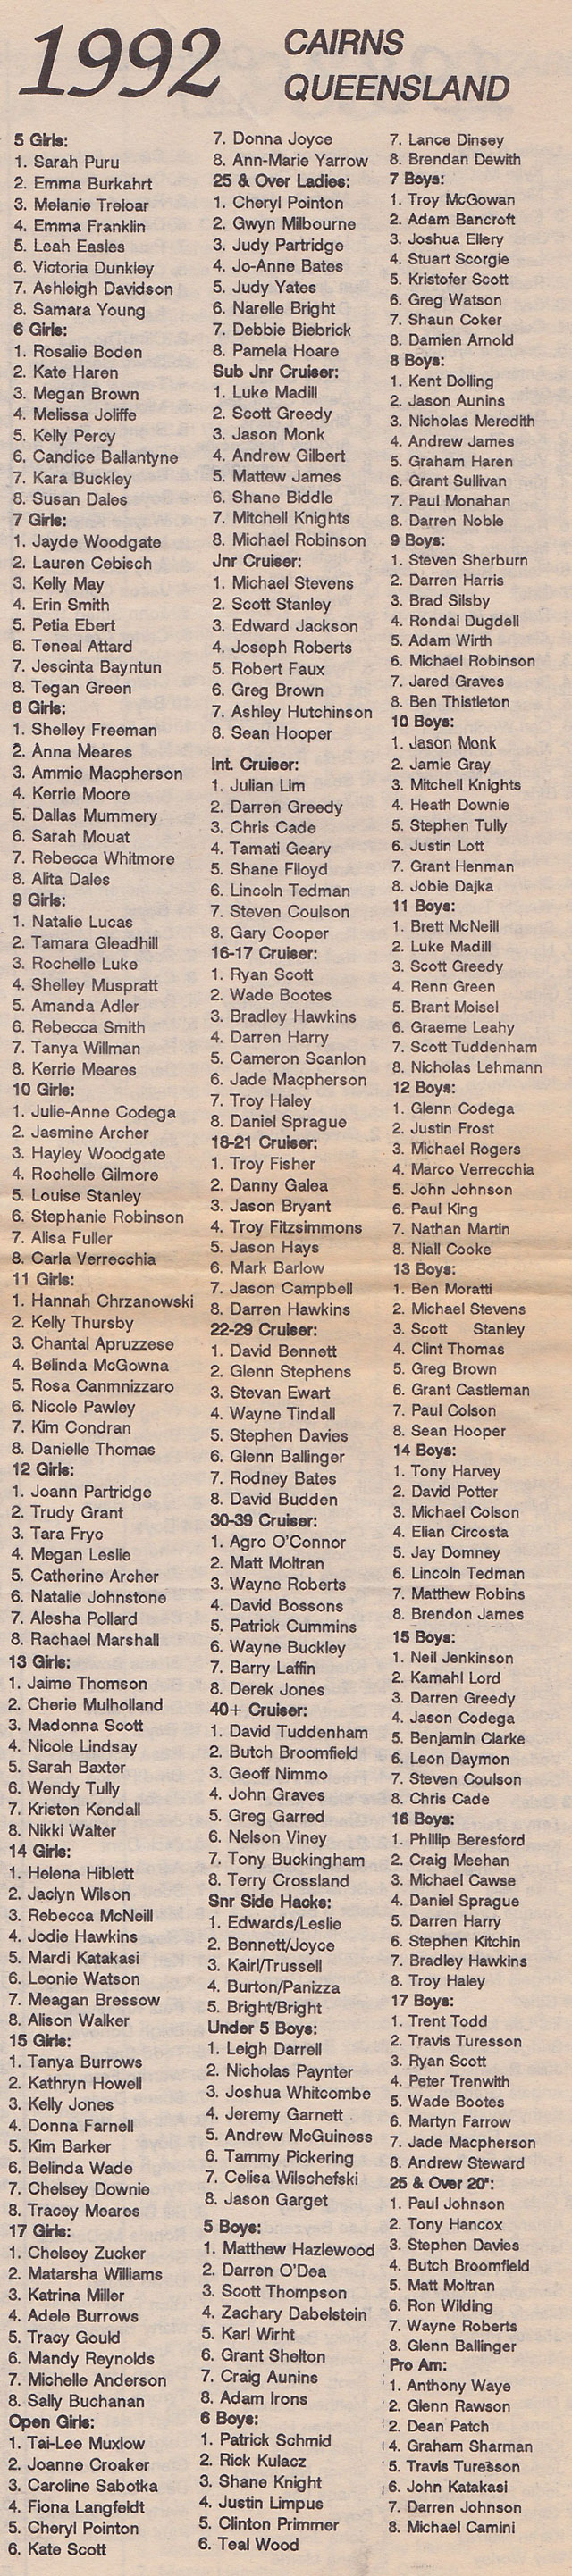 1992
CAIRNS
QUEENSLAND
5 Girls:
1. Sarah Puru
2. Emma Burkahrt
3. Melanie Treloar
4. Emma Franklin
5. Leah Easles
6. Victoria Dunkley
7. Ashleigh Davidson
8. Samara Young
6 Girls:
1. Rosalie Boden
2. Kate Haren
3. Megan Brown
4. Melissa Joliffe
5. Kelly Percy
6. Candice Ballantyne
7. Kara Buckley
8. Susan Dales
7 Girls:
1. Jayde Woodgate
2. Lauren Cebisch
3. Kelly May
4. Erin Smith
5. Petia Ebert
6. Teneal Attard
7. Jescinta Bayntun
8. Tegan Green
8 Girls:
1. Shelley Freeman
2. Anna Meares
3. Ammie Macpherson
4. Kerrie Moore
5. Dallas Mummery
6. Sarah Mouat
7. Rebecca Whitmore
8. Alita Dales
9 Girls:
1. Natalie Lucas
2. Tamara Gleadhill
3. Rochelle Luke
4. Shelley Muspratt
5. Amanda Adler
6. Rebecca Smith
7. Tanya Willman
8. Kerrie Meares
10 Girls:
1. Julie-Anne Codega
2. Jasmine Archer
3. Hayley Woodgate
4. Rochelle Gilmore
5. Louise Stanley
6. Stephanie Robinson
7. Alisa Fuller
8. Carla Verrecchia
11 Girls:
1. Hannah Chrzanowski
2. Kelly Thursby
3. Chantal Apruzzese
4. Belinda McGowna
5. Rosa Canmnizzaro
6. Nicole Pawley
7. Kim Condran
8. Danielle Thomas
12 Girls:
1. Joann Partridge
2. Trudy Grant
3. Tara Fryc
4. Megan Leslie
5. Catherine Archer
6. Natalie Johnstone
7. Alesha Pollard
8. Rachael Marshall
13 Girls:
1. Jaime Thomson
2. Cherie Mulholland
3. Madonna Scott
4. Nicole Lindsay
5. Sarah Baxter
6. Wendy Tully
7. Kristen Kendall
8. Nikki Walter
14 Girls:
1. Helena Hiblett
2. Jaclyn Wilson
3. Rebecca McNeill
4. Jodie Hawkins
5. Mardi Katakasi
6. Leonie Watson
7. Meagan Bressow
8. Alison Walker
15 Girls:
1. Tanya Burrows
2. Kathryn Howell
3. Kelly Jones
4. Donna Farnell
5. Kim Barker
6. Belinda Wade
7. Chelsey Downie
8. Tracey Meares
17 Girls:
1. Chelsey Zucker
2. Matarsha Williams
3. Katrina Miller
4. Adele Burrows
5. Tracy Gould
6. Mandy Reynolds
7. Michelle Anderson
8. Sally Buchanan
Open Girls:
1. Tai-Lee Muxlow
2. Joanne Croaker
3. Caroline Sabotka
4. Fiona Langfeldt
5. Cheryl Pointon
6. Kate Scott
7. Donna Joyce
8. Ann-Marie Yarrow
25 & Over Ladies:
1. Cheryl Pointon
2. Gwyn Milbourne
3. Judy Partridge
4. Jo-Anne Bates
5. Judy Yates
6. Narelle Bright
7. Debbie Biebrick
8. Pamela Hoare
Sub Jnr Cruiser:
1. Luke Madill
2. Scott Greedy
3. Jason Monk
4. Andrew Gilbert
5. Mattew James
6. Shane Biddle
7. Mitchell Knights
8. Michael Robinson
Jnr Cruiser:
1. Michael Stevens
2. Scott Stanley
3. Edward Jackson
4. Joseph Roberts
5. Robert Faux
6. Greg Brown
7. Ashley Hutchinson
8. Sean Hooper
Int. Cruiser:
1. Julian Lim
2. Darren Greedy
3. Chris Cade
4. Tamati Geary
5. Shane Flloyd
6. Lincoln Tedman
7. Steven Coulson
8. Gary Cooper
16-17 Cruiser:
1. Ryan Scott
2. Wade Bootes
3. Bradley Hawkins
4. Darren Harry
5. Cameron Scanlon
6. Jade Macpherson
7. Troy Haley
8. Daniel Sprague
18-21 Cruiser:
1. Troy Fisher
2. Danny Galea
3. Jason Bryant
4. Troy Fitzsimmons
5. Jason Hays
6. Mark Barlow
7. Jason Campbell
8. Darren Hawkins
22-29 Cruiser:
1. David Bennett
2. Glenn Stephens
3. Stevan Ewart
4. Wayne Tindall
5. Stephen Davies
6. Glenn Ballinger
7. Rodney Bates
8. David Budden
30-39 Cruiser:
1. Agro O'Connor
2. Matt Moltran
3. Wayne Roberts
4. David Bossons
5. Patrick Cummins
6. Wayne Buckley
7. Barry Laffin
8. Derek Jones
40+ Cruiser:
1. David Tuddenham
2. Butch Broomfield
3. Geoff Nimmo
4. John Graves
5. Greg Garred
6. Nelson Viney
7. Tony Buckingham
8. Terry Crossland
Snr Side Hacks:
1. Edwards/Leslie
2. Bennett/Joyce
3. Kairl/Trussell
4. Burton/Panizza
5. Bright/Bright
Under 5 Boys:
1. Leigh Darrell
2. Nicholas Paynter
3. Joshua Whitcombe
4. Jeremy Garnett
5. Andrew McGuiness
6. Tammy Pickering
7. Celisa Wilschefski
8. Jason Garget
5 Boys:
1. Matthew Hazlewood
2. Darren O'Dea
3. Scott Thompson
4. Zachary Dabelstein
5. Karl Wirht
6. Grant Shelton
7. Craig Aunins
8. Adam Irons
6 Boys:
1. Patrick Schmid
2. Rick Kulacz
3. Shane Knight
4. Justin Limpus
5. Clinton Primmer
6. Teal Wood
7. Lance Dinsey
8. Brendan Dewith
7 Boys:
1. Troy McGowan
2. Adam Bancroft
3. Joshua Ellery
4. Stuart Scorgie
5. Kristofer Scott
6. Greg Watson
7. Shaun Coker
8. Damien Arnold
8 Boys:
1. Kent Dolling
2. Jason Aunins
3. Nicholas Meredith
4. Andrew James
5. Graham Haren
6. Grant Sullivan
7. Paul Monahan
8. Darren Noble
9 Boys:
1. Steven Sherburn
2. Darren Harris
3. Brad Silsby
4. Rondal Dugdell
5. Adam Wirth
6. Michael Robinson
7. Jared Graves
8. Ben Thistleton
10 Boys:
1. Jason Monk
2. Jamie Gray
3. Mitchell Knights
4. Heath Downie
5. Stephen Tully
6. Justin Lott
7. Grant Henman
8. Jobie Dajka
11 Boys:
1. Brett McNeill
2. Luke Madill
3. Scott Greedy
4. Renn Green
5. Brant Moisel
6. Graeme Leahy
7. Scott Tuddenham
8. Nicholas Lehmann
12 Boys:
1. Glenn Codega
2. Justin Frost
3. Michael Rogers
4. Marco Verrecchia
5. John Johnson
6. Paul King
7. Nathan Martin
8. Niall Cooke
13 Boys:
1. Ben Moratti
2. Michael Stevens
3. Scott Stanley
4. Clint Thomas
5. Greg Brown
6. Grant Castleman
7. Paul Colson
8. Sean Hooper
14 Boys:
1. Tony Harvey
2. David Potter
3. Michael Colson
4. Elian Circosta
5. Jay Domney
6. Lincoln Tedman
7. Matthew Robins
8. Brendon James
15 Boys:
1. Neil Jenkinson
2. Kamahl Lord
3. Darren Greedy
4. Jason Codega
5. Benjamin Clarke
6. Leon Daymon
7. Steven Coulson
8. Chris Cade
16 Boys:
1. Phillip Beresford
2. Craig Meehan
3. Michael Cawse
4. Daniel Sprague
5. Darren Harry
6. Stephen Kitchin
7. Bradley Hawkins
8. Troy Haley
17 Boys:
1. Trent Todd
2. Travis Turesson
3. Ryan Scott
4. Peter Trenwith
5. Wade Bootes
6. Martyn Farrow
7. Jade Macpherson
8. Andrew Steward
25 & Over 20":
1. Paul Johnson
2. Tony Hancox
3. Stephen Davies
4. Butch Broomfield
5. Matt Moltran
6. Ron Wilding
7. Wayne Roberts
8. Glenn Ballinger
Pro Am:
1. Anthony Waye
2. Glenn Rawson
2. Dean Patch
4. Graham Sharman
5. Travis Turesson
6. John Katakasi
7. Darren Johnson
8. Michael Camini